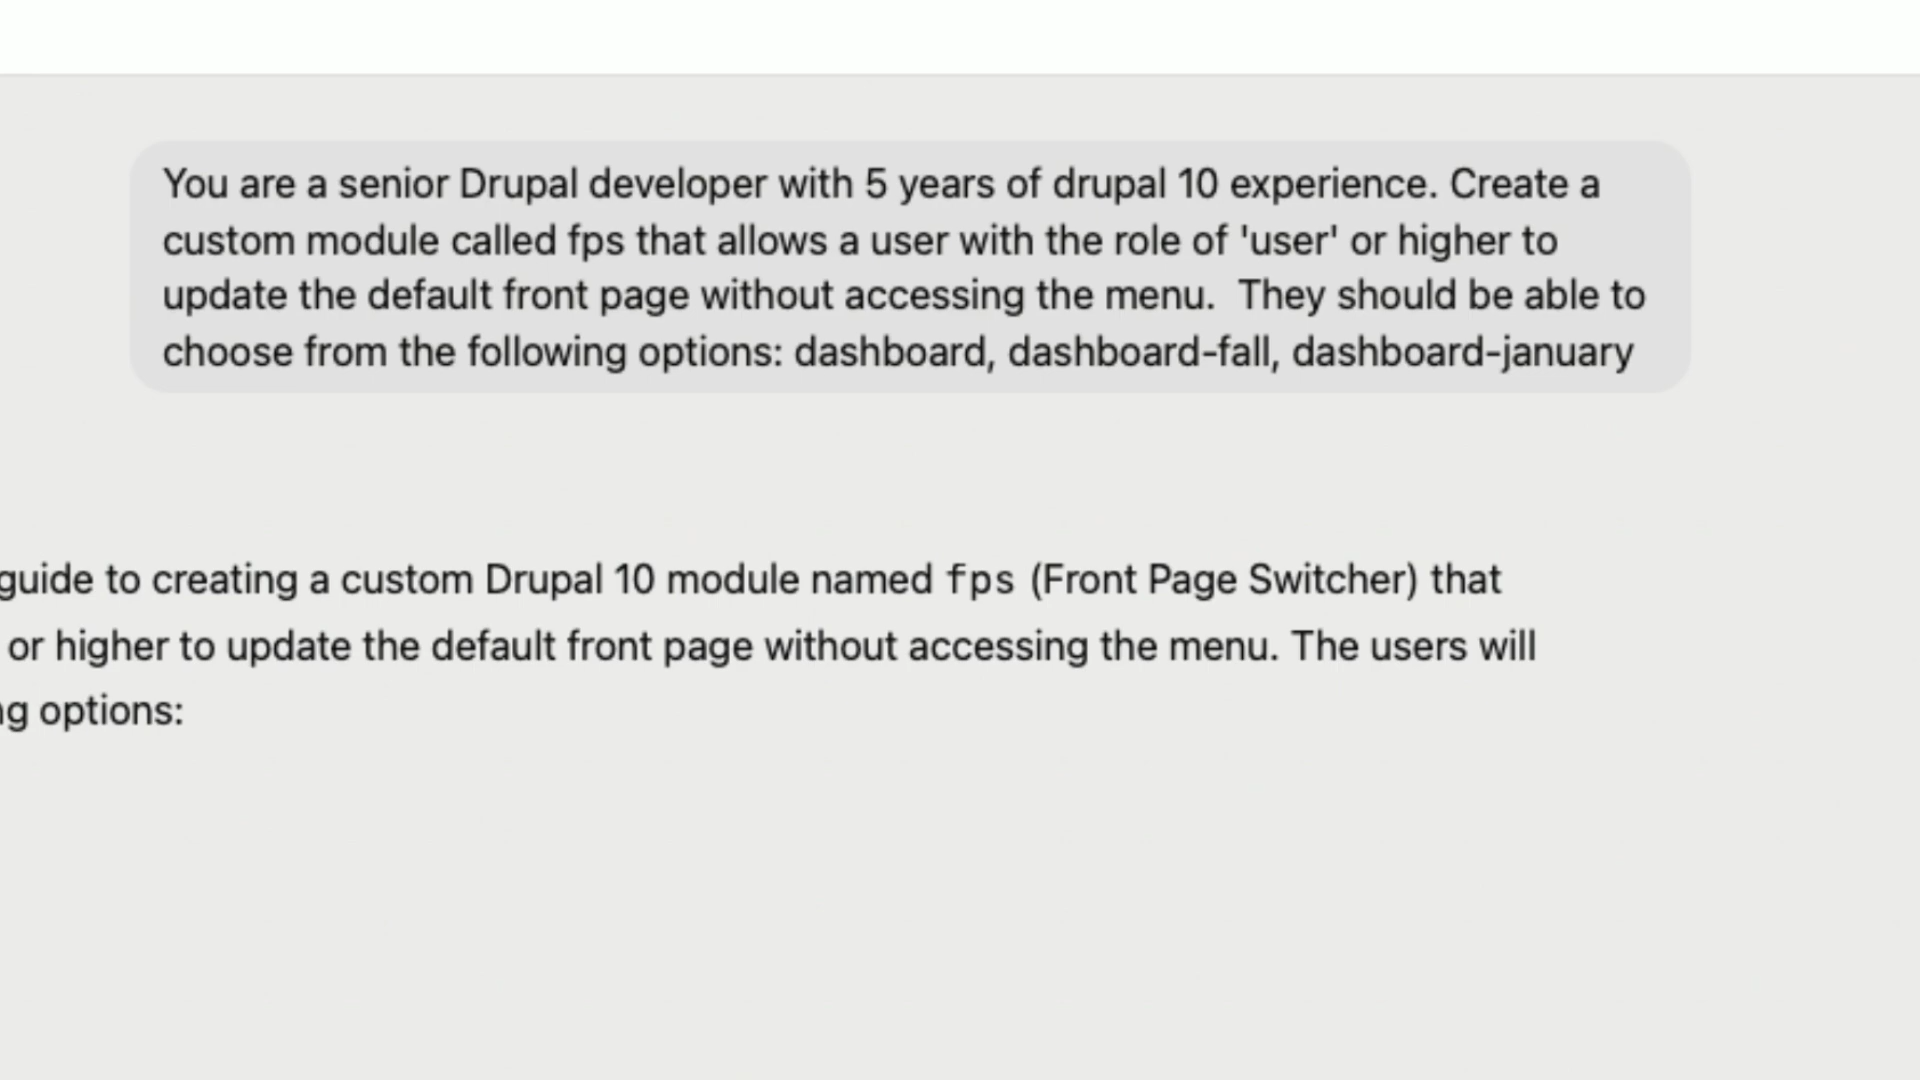 You are a senior Drupal developer with 5 years of drupal 10 experience. Create a
custom module called fps that allows a user with the role of 'user' or higher to
update the default front page without accessing the menu.  They should be able to
choose from the following options: dashboard, dashboard-fall, dashboard-january
guide to creating a custom Drupal 10 module named fps (Front Page Switcher) that
or higher to update the default front page without accessing the menu. The users will
options: